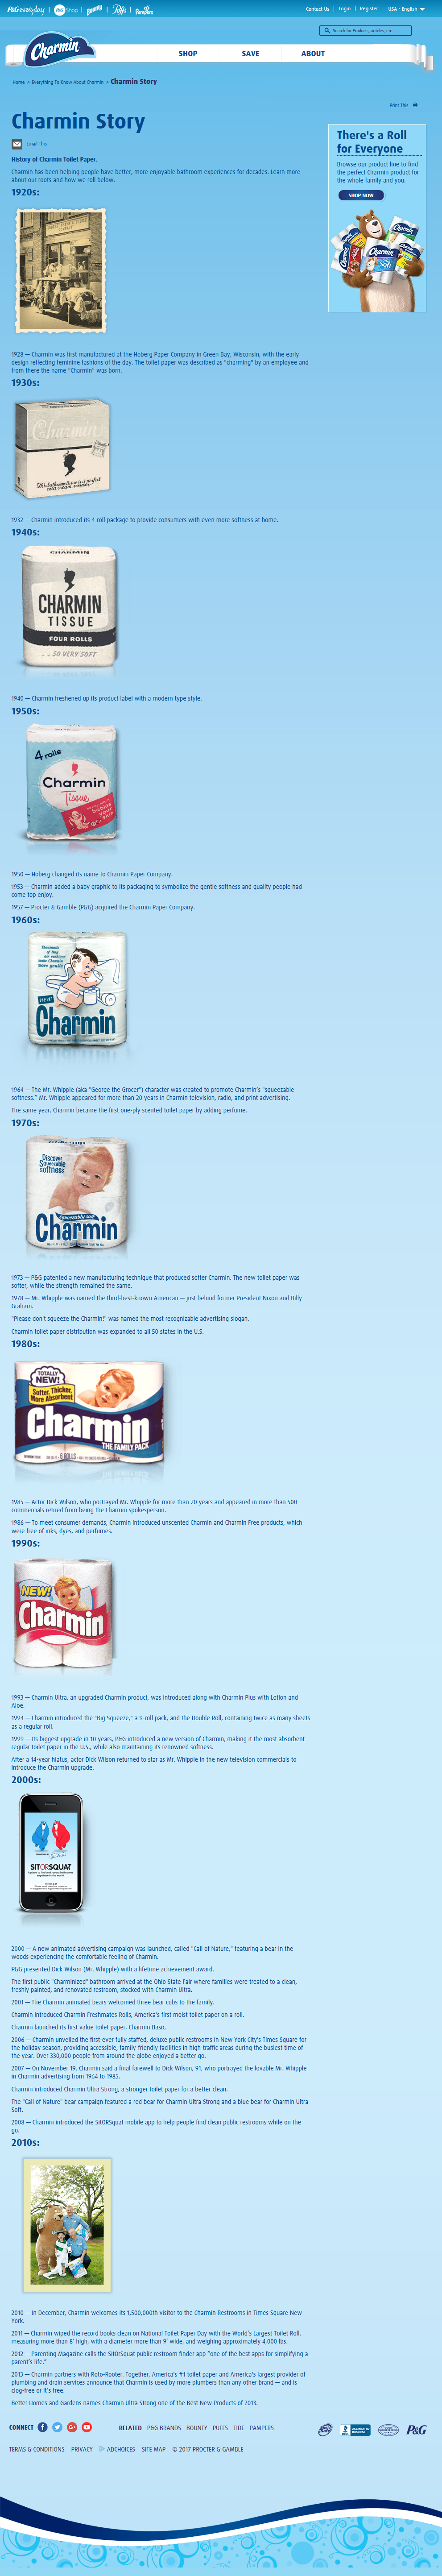 P&G everyday | P&G Shop | Bounty | Puffs | Pampers
Contact Us | Login | Register USA - English
Search for Products, articles, etc.
Charmin
SHOP SAVE ABOUT
Home > Everything To Know About Charmin > Charmin Story
Print This
Charmin Story
Email This
There's a Roll
for Everyone
Browse our product line to find
the perfect Charmin product for
the whole family and you.
SHOP NOW
History of Charmin Toilet Paper.
Charmin has been helping people have better, more enjoyable bathroom experiences for decades. Learn more
about our roots and how we roll below.
1920s:
1928 — Charmin was first manufactured at the Hoberg Paper Company in Green Bay, Wisconsin, with the early
design reflecting feminine fashions of the day. The toilet paper was described as "charming" by an employee and
from there the name "Charmin" was born.
1930s:
Charmin
1932 — Charmin introduced its 4-roll package to provide consumers with even more softness at home.
1940s:
CHARMIN
CHARMIN
TISSUE
FOUR ROLLS
... SO VERY SOFT
1940 — Charmin freshened up its product label with a modern type style.
1950s:
4 rolls
Charmin
Tissue
1950 — Hoberg changed its name to Charmin Paper Company.
1953 — Charmin added a baby graphic to its packaging to symbolize the gentle softness and quality people had
come top enjoy.
1957 — Procter & Gamble (P&G) acquired the Charmin Paper Company.
1960s:
Charmin
1964 — The Mr. Whipple (aka "George the Grocer") character was created to promote Charmin's "squeezable
softness." Mr. Whipple appeared for more than 20 years in Charmin television, radio, and print advertising.
The same year, Charmin became the first one-ply scented toilet paper by adding perfume.
1970s:
Discover
Squeezable
softness
Charmin
1973 — P&G patented a new manufacturing technique that produced softer Charmin. The new toilet paper was
softer, while the strength remained the same.
1978 — Mr. Whipple was named the third-best-known American — just behind former President Nixon and Billy
Graham.
"Please don't squeeze the Charmin!" was named the most recognizable advertising slogan.
Charmin toilet paper distribution was expanded to all 50 states in the U.S.
1980s:
TOTALLY
NEW!
Softer, Thicker,
More Absorbent
Charmin
THE FAMILY PACK
6 ROLLS
1985 — Actor Dick Wilson, who portrayed Mr. Whipple for more than 20 years and appeared in more than 500
commercials retired from being the Charmin spokesperson.
1986 — To meet consumer demands, Charmin introduced unscented Charmin and Charmin Free products, which
were free of inks, dyes, and perfumes.
1990s:
NEW!
Charmin
1993 — Charmin Ultra, an upgraded Charmin product, was introduced along with Charmin Plus with Lotion and
Aloe.
1994 — Charmin introduced the "Big Squeeze," a 9-roll pack, and the Double Roll, containing twice as many sheets
as a regular roll.
1999 — Its biggest upgrade in 10 years, P&G introduced a new version of Charmin, making it the most absorbent
regular toilet paper in the U.S., while also maintaining its renowned softness.
After a 14-year hiatus, actor Dick Wilson returned to star as Mr. Whipple in the new television commercials to
introduce the Charmin upgrade.
2000s:
SITORSQUAT
2000 — A new animated advertising campaign was launched, called "Call of Nature," featuring a bear in the
woods experiencing the comfortable feeling of Charmin.
P&G presented Dick Wilson (Mr. Whipple) with a lifetime achievement award.
The first public "Charminized" bathroom arrived at the Ohio State Fair where families were treated to a clean,
freshly painted, and renovated restroom, stocked with Charmin Ultra.
2001 — The Charmin animated bears welcomed three bear cubs to the family.
Charmin introduced Charmin Freshmates Rolls, America's first moist toilet paper on a roll.
Charmin launched its first value toilet paper, Charmin Basic.
2006 — Charmin unveiled the first-ever fully staffed, deluxe public restrooms in New York City's Times Square for
the holiday season, providing accessible, family-friendly facilities in high-traffic areas during the busiest time of
the year. Over 330,000 people from around the globe enjoyed a better go.
2007 — On November 19, Charmin said a final farewell to Dick Wilson, 91, who portrayed the lovable Mr. Whipple
in Charmin advertising from 1964 to 1985.
Charmin introduced Charmin Ultra Strong, a stronger toilet paper for a better clean.
The "Call of Nature" bear campaign featured a red bear for Charmin Ultra Strong and a blue bear for Charmin Ultra
Soft.
2008 — Charmin introduced the SitOrSquat mobile app to help people find clean public restrooms while on the
go.
2010s:
2010 — In December, Charmin welcomes its 1,500,000th visitor to the Charmin Restrooms in Times Square New
York.
2011 — Charmin wiped the record books clean on National Toilet Paper Day with the World's Largest Toilet Roll,
measuring more than 8' high, with a diameter more than 9' wide, and weighing approximately 4,000 lbs.
2012 — Parenting Magazine calls the SitOrSquat public restroom finder app "one of the best apps for simplifying a
parent's life."
2013 — Charmin partners with Roto-Rooter. Together, America's #1 toilet paper and America's largest provider of
plumbing and drain services announce that Charmin is used by more plumbers than any other brand — and is
clog-free or it's free.
Better Homes and Gardens names Charmin Ultra Strong one of the Best New Products of 2013.
CONNECT RELATED P&G BRANDS BOUNTY PUFFS TIDE PAMPERS
BBB ACCREDITED BUSINESS P&G
TERMS & CONDITIONS PRIVACY ADCHOICES SITE MAP © 2017 PROCTER & GAMBLE